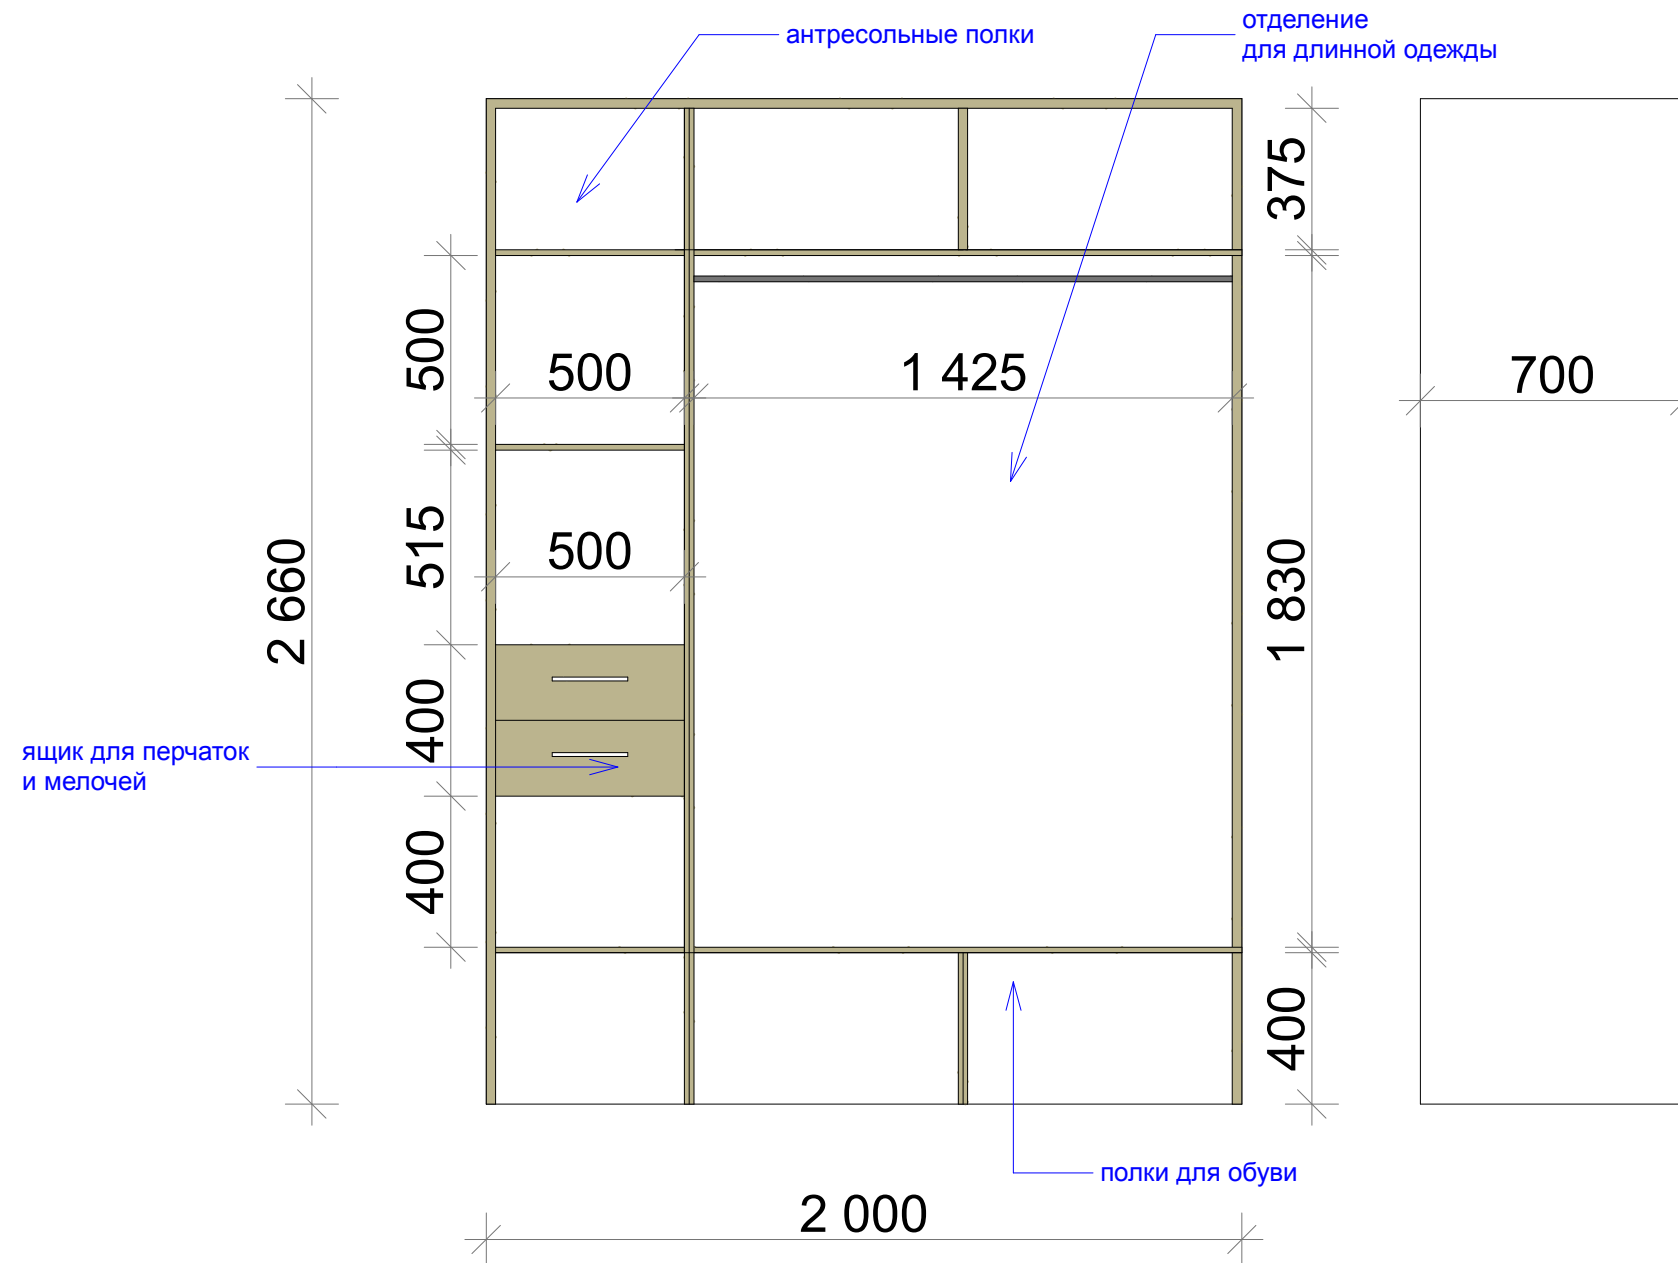 антресольные полки
отделение
для длинной одежды
375
500
500
1 425
700
515
500
2 660
1 830
400
ящик для перчаток
и мелочей
400
400
полки для обуви
2 000